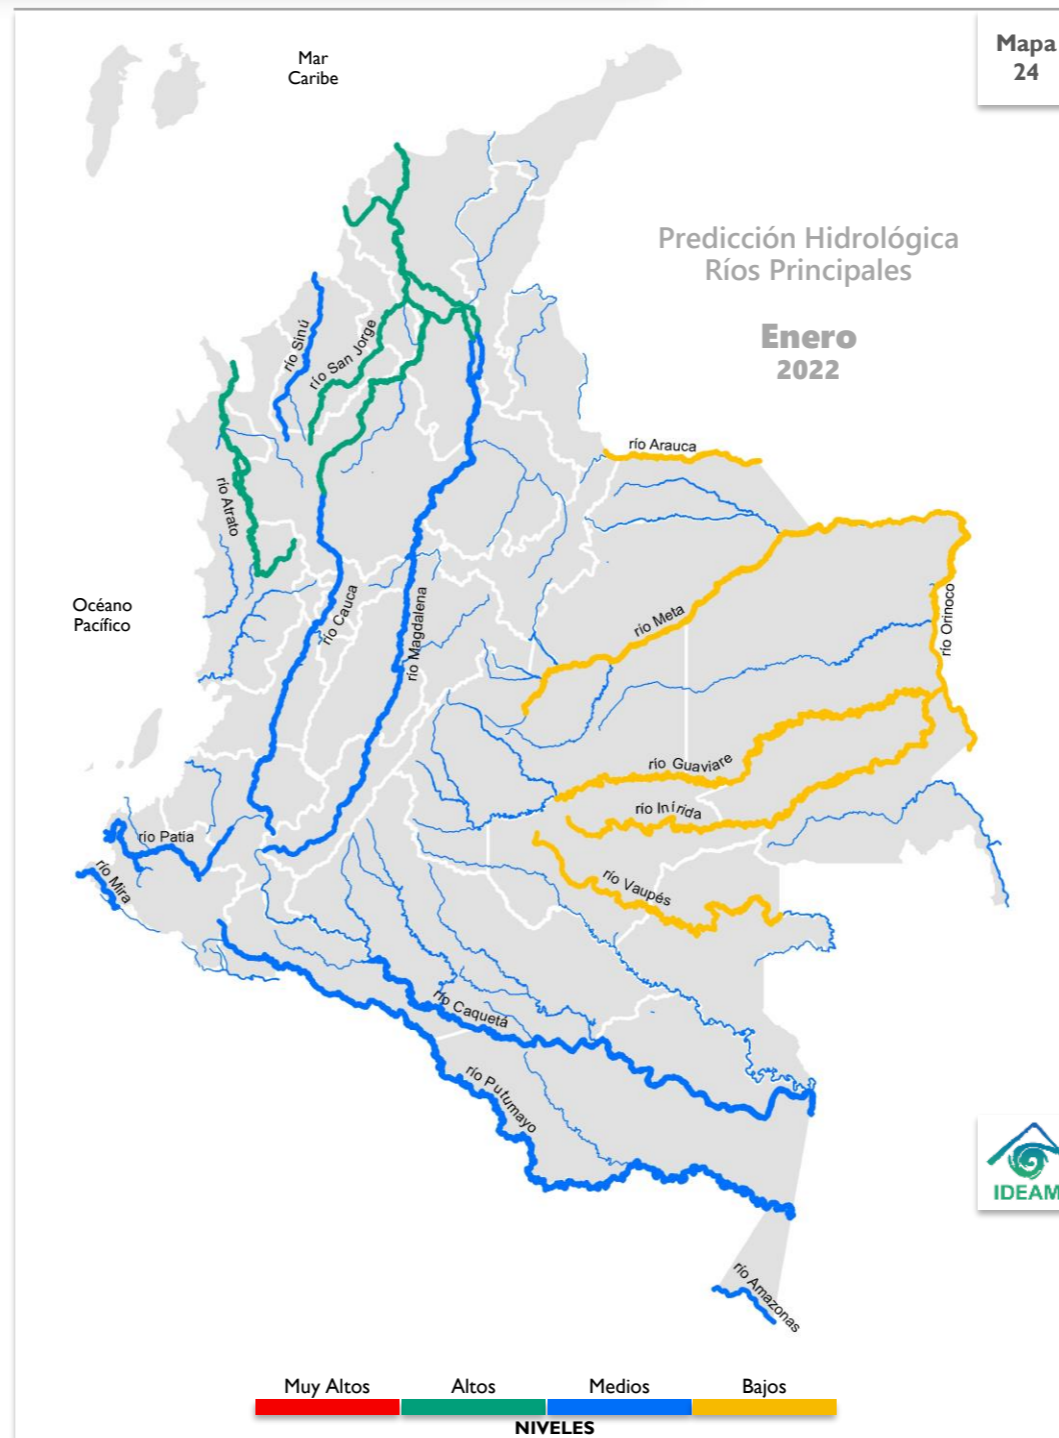 Mapa
24
Mar
Caribe
Predicción Hidrológica
Ríos Principales
Enero
2022
río Sinú
río San Jorge
río Arauca
río Atrato
río Meta
río Orinoco
Océano
Pacífico
río Cauca
río Magdalena
río Guaviare
río Inírida
río Patía
río Mira
río Vaupés
río Caquetá
río Putumayo
IDEAM
río Amazonas
Muy Altos
Altos
Medios
Bajos
NIVELES